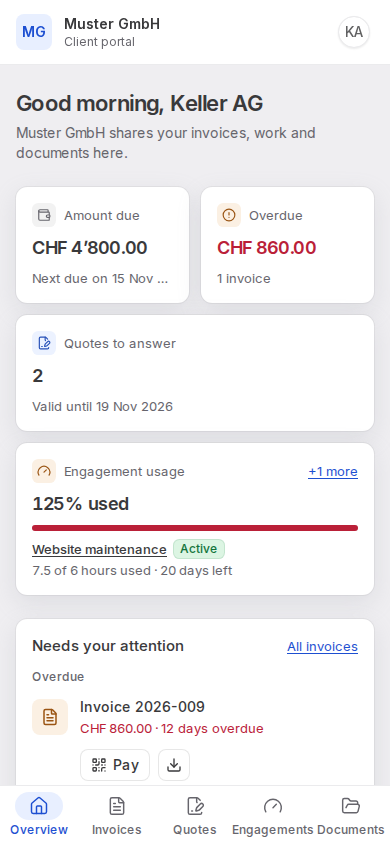 MG
Muster GmbH
Client portal
KA
Good morning, Keller AG
Muster GmbH shares your invoices, work and
documents here.
Amount due
CHF 4’800.00
Next due on 15 Nov ...
Overdue
CHF 860.00
1 invoice
Quotes to answer
2
Valid until 19 Nov 2026
Engagement usage
+1 more
125% used
Website maintenance
Active
7.5 of 6 hours used · 20 days left
Needs your attention
All invoices
Overdue
Invoice 2026-009
CHF 860.00 · 12 days overdue
Pay
Overview
Invoices
Quotes
Engagements
Documents